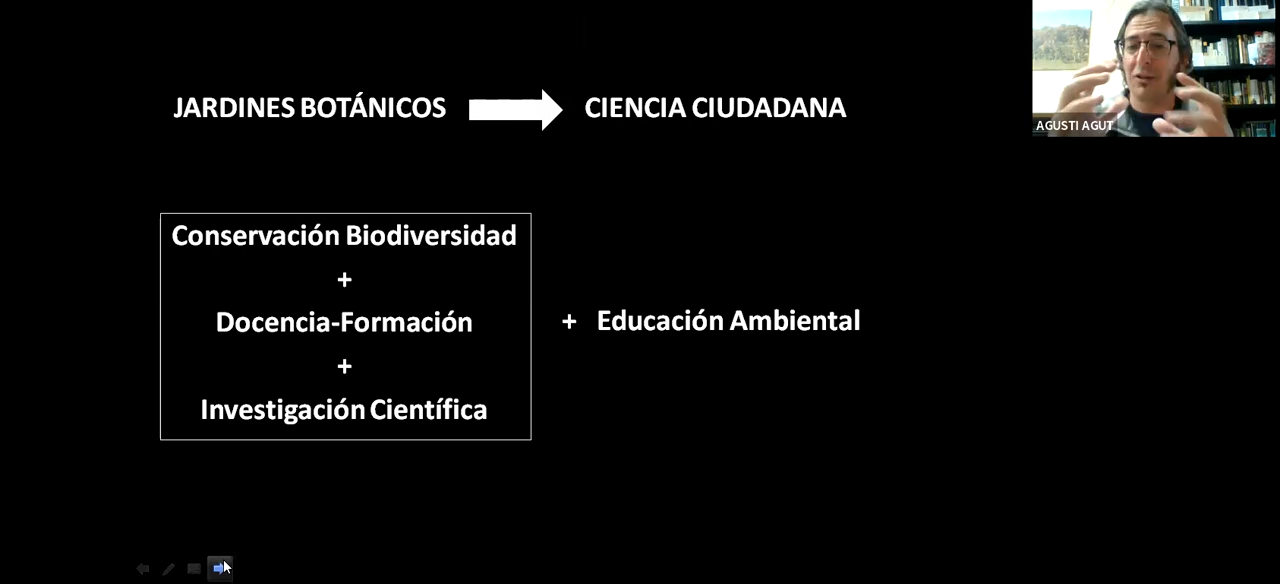 JARDINES BOTÁNICOS
CIENCIA CIUDADANA
AGUSTI AGUT
Conservación Biodiversidad
+
Docencia-Formación
+
Investigación Científica
+ Educación Ambiental